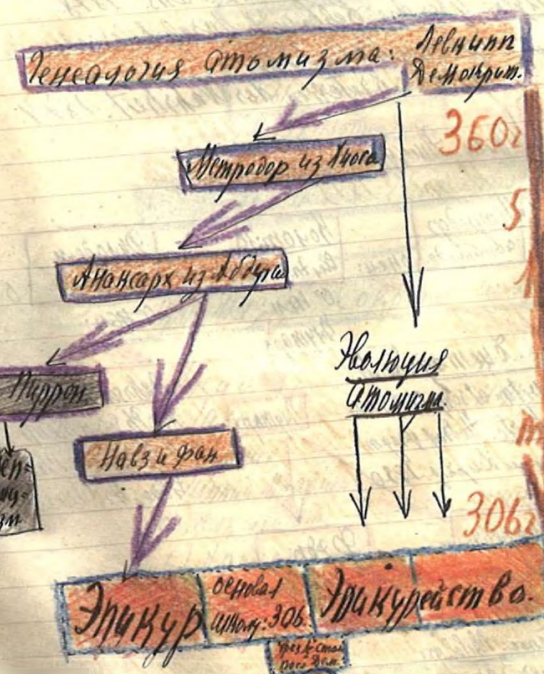 Генеалогия атомизма: Левкипп
Демокрит.
360г
Метродор из Хиоса
5
Анаксарх из Абдеры
Эволюция
атомизма.
Пиррон.
Навзифан
306г
Эпикур
основал
школу: 306.
Эпикурейство.